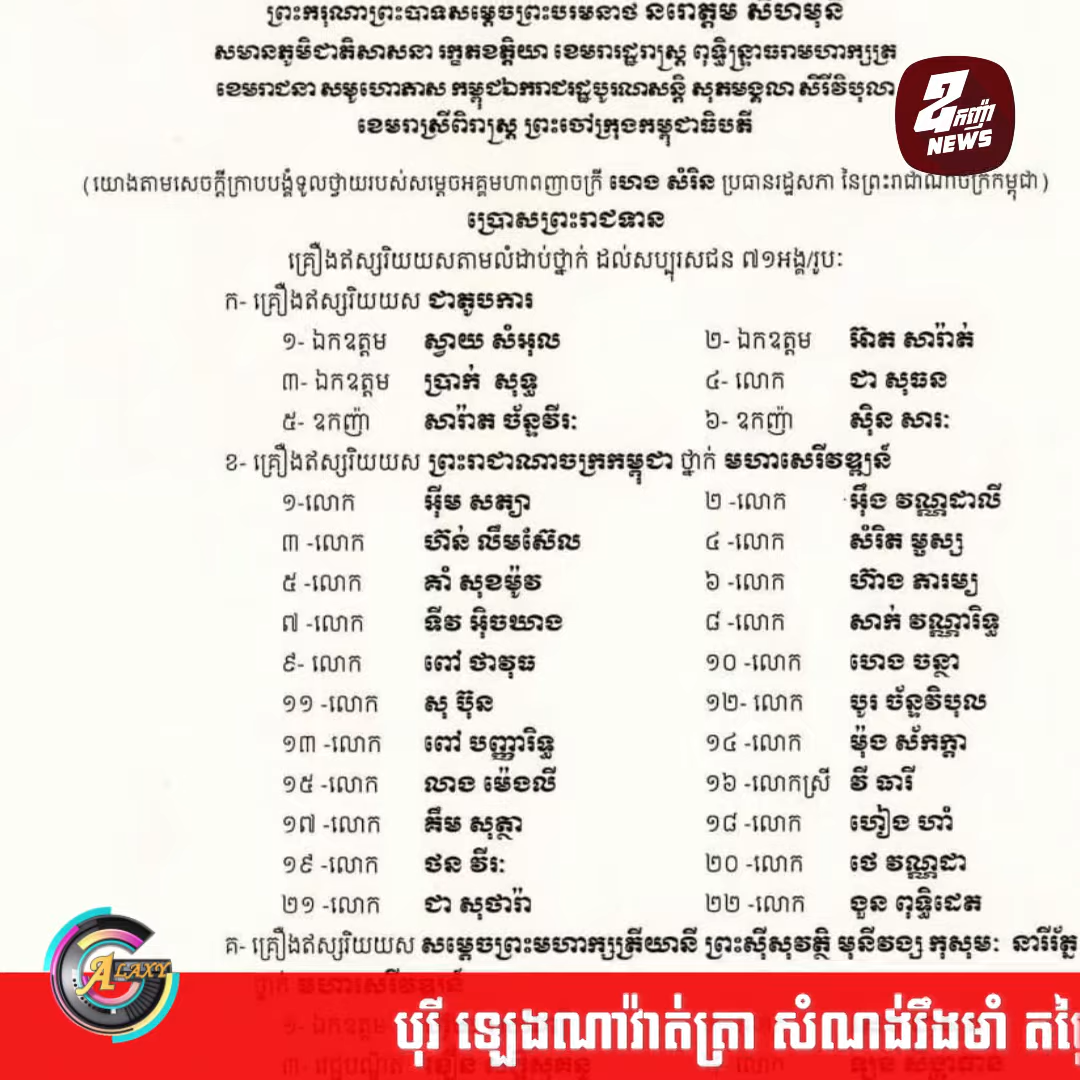 ព្រះករុណាព្រះបាទសម្តេចព្រះបរមនាថ នរោត្តម សីហមុនី
សមានភូមិជាតិសាសនា រក្ខតខត្តិយា ខេមរារដ្ឋរាស្ត្រ ពុទ្ធិន្ទ្រាធរាមហាក្សត្រ
ខេមរាជនា សមូហោភាស កម្ពុជឯករាជរដ្ឋបូរណសន្តិ សុភមង្គលា សិរីវិបុលា
ខេមរាស្រីពិរាស្ត្រ ព្រះចៅក្រុងកម្ពុជាធិបតី
ឧកញ៉ា
NEWS
(យោងតាមសេចក្តីក្រាបបង្គំទូលថ្វាយរបស់សម្តេចអគ្គមហាពញាចក្រី ហេង សំរិន ប្រធានរដ្ឋសភា នៃព្រះរាជាណាចក្រកម្ពុជា)
ប្រោសព្រះរាជទាន
គ្រឿងឥស្សរិយយសតាមលំដាប់ថ្នាក់ ដល់សប្បុរសជន ៧១អង្គ/រូប:
ក- គ្រឿងឥស្សរិយយស ជាតូបការ
១- ឯកឧត្តម ស្វាយ សំអុល ២- ឯកឧត្តម អ៊ាត សារ៉ាត់
៣- ឯកឧត្តម ប្រាក់ សុទ្ធ ៤- លោក ជា សុធន
៥- ឧកញ៉ា សារ៉ាត ច័ន្ទវីរៈ ៦- ឧកញ៉ា ស៊ិន សារៈ
ខ- គ្រឿងឥស្សរិយយស ព្រះរាជាណាចក្រកម្ពុជា ថ្នាក់ មហាសេរីវឌ្ឍន៍
១-លោក អុីម សត្យា ២ -លោក អ៊ឹង វណ្ណដាលី
៣ -លោក ហ៊ន់ លឹមស៊ែល ៤ -លោក សំរិត ម្ជូស្ស
៥ -លោក គាំ សុខម៉ូវ ៦ -លោក ហ៊ាង ភារម្យ
៧ -លោក ទីវ អ៊ិចឃាង ៨ -លោក សាក់ វណ្ណារិទ្ធ
៩- លោក ពៅ ថាវុធ ១០ -លោក ហេង ចន្ថា
១១ -លោក សុ ប៊ុន ១២- លោក បូរ ច័ន្ទវិបុល
១៣ -លោក ពៅ បញ្ញារិទ្ធ ១៤ -លោក ម៉ុង ស័កក្តា
១៥ -លោក លាង ម៉េងលី ១៦ -លោកស្រី រី ធារី
១៧ -លោក គឹម សុត្ថា ១៨ -លោក ហៀង ហាំ
១៩ -លោក ថន វីរៈ ២០ -លោក ថេ វណ្ណដា
២១ -លោក ជា សុថារ៉ា ២២ -លោក ងួន ពុទ្ធិដេត
គ- គ្រឿងឥស្សរិយយស សម្តេចព្រះមហាក្សត្រីយានី ព្រះស៊ីសុវត្ថិ មុនីវង្ស កុសុមៈ នារីរ័ត្ន
ថ្នាក់ មហាសេរីវឌ្ឍន៍
GALAXY
បុរី ឡេងណាវ៉ាត់ត្រា សំណង់រឹងមាំ តម្លៃ